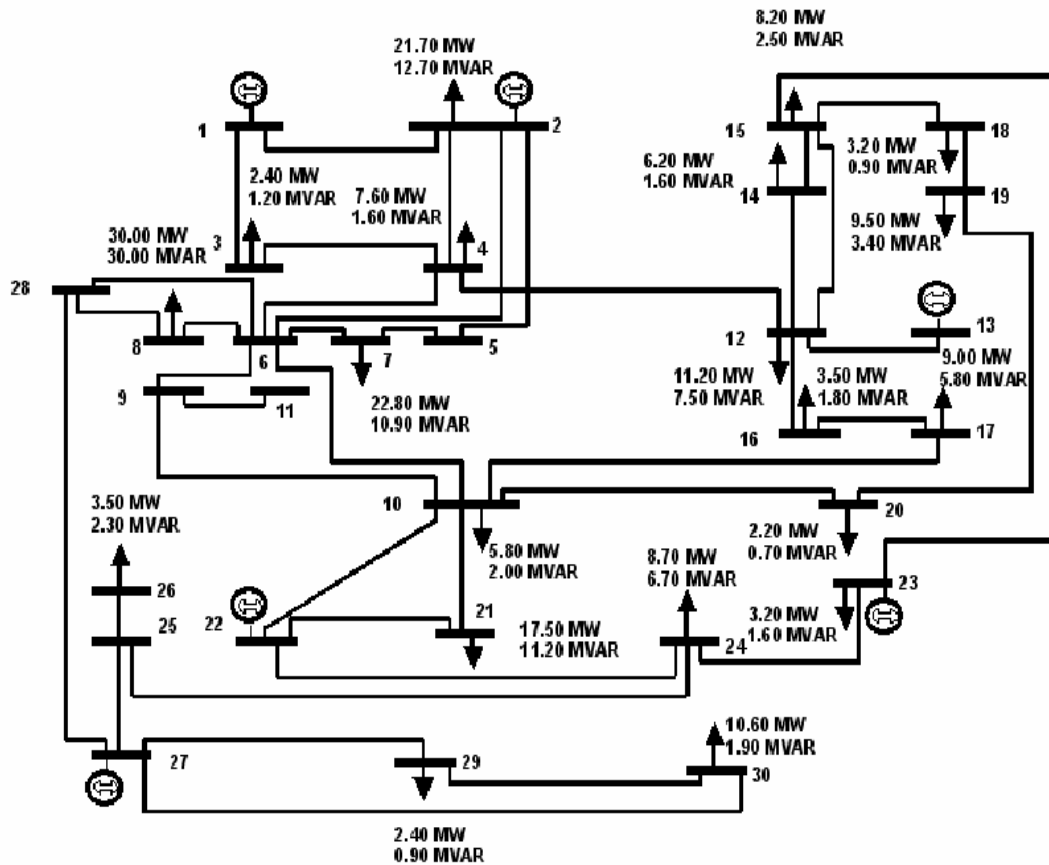 8.20 MW
2.50 MVAR
21.70 MW
12.70 MVAR
1
2
15
18
3.20 MW
0.90 MVAR
6.20 MW
1.60 MVAR
14
19
2.40 MW
1.20 MVAR
7.60 MW
1.60 MVAR
9.50 MW
3.40 MVAR
30.00 MW
30.00 MVAR
3
4
28
8
6
7
5
12
13
9
11
22.80 MW
10.90 MVAR
11.20 MW
7.50 MVAR
3.50 MW
1.80 MVAR
9.00 MW
5.80 MVAR
16
17
3.50 MW
2.30 MVAR
10
20
5.80 MW
2.00 MVAR
2.20 MW
0.70 MVAR
8.70 MW
6.70 MVAR
23
26
25
22
21
17.50 MW
11.20 MVAR
3.20 MW
1.60 MVAR
24
10.60 MW
1.90 MVAR
27
29
30
2.40 MW
0.90 MVAR